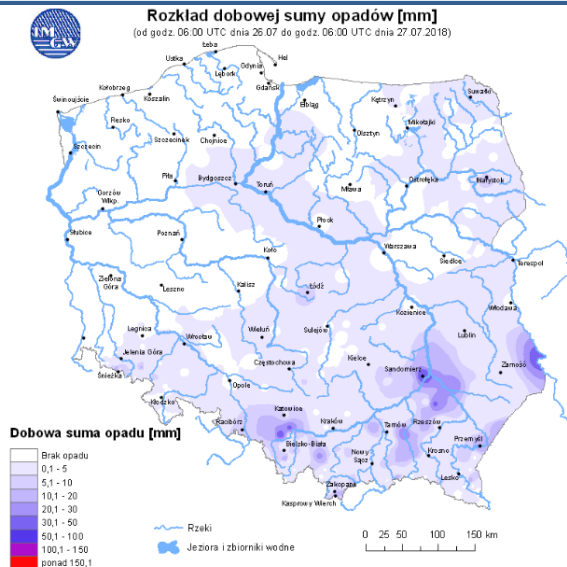 IM
GW
Rozkład dobowej sumy opadów [mm]
(od godz. 06:00 UTC dnia 26.07 do godz. 06:00 UTC dnia 27.07.2018)
Łeba
Hel
Ustka
Gdynia
Lębork
Gdańsk
Kołobrzeg
Koszalin
Świnoujście
Elbląg
Kętrzyn
Suwałki
Resko
Szczecinek
Chojnice
Olsztyn
Mikołajki
Szczecin
Piła
Bydgoszcz
Toruń
Mława
Ostrołęka
Białystok
Gorzów
Wlkp.
Płock
Słubice
Poznań
Koło
Warszawa
Siedlce
Terespol
Zielona
Góra
Leszno
Kalisz
Łódź
Kozienice
Włodawa
Legnica
Wrocław
Wieluń
Sulejów
Lublin
Jelenia Góra
Śnieżka
Częstochowa
Kielce
Sandomierz
Zamość
Opole
Kłodzko
Katowice
Racibórz
Kraków
Tarnów
Rzeszów
Bielsko-Biała
Przemyśl
Nowy
Sącz
Krosno
Lesko
Zakopane
Kasprowy Wierch
Dobowa suma opadu [mm]
Brak opadu
0,1 - 5
5,1 - 10
10,1 - 20
20,1 - 30
30,1 - 50
50,1 - 100
100,1 - 150
ponad 150,1
Rzeki
Jeziora i zbiorniki wodne
0 25 50 100 150 km